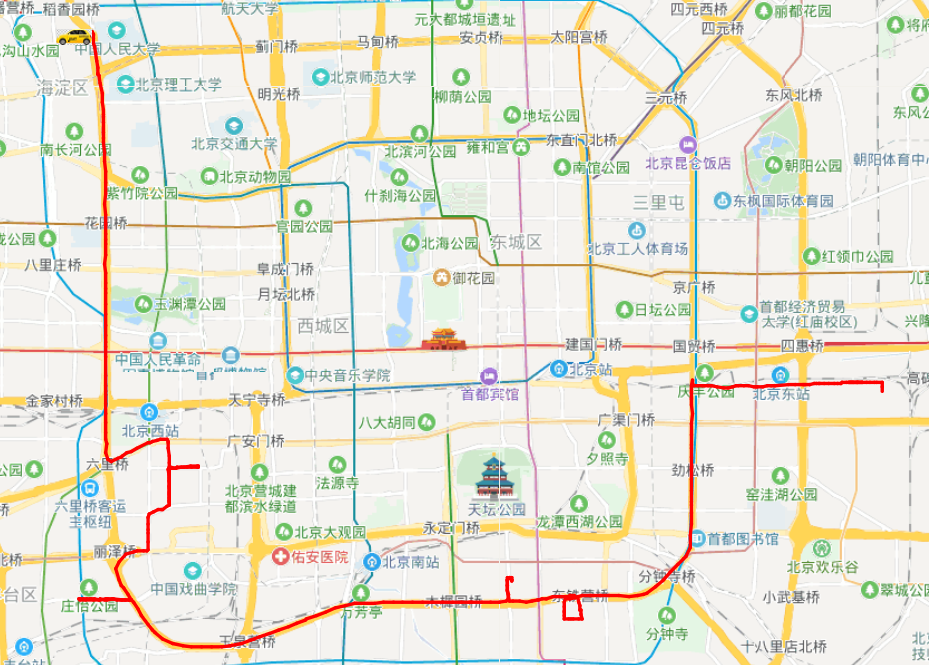 稻香园桥
航天大学
元大都城垣遗址
四元西桥
丽都花园
四元桥
中国人民大学
蓟门桥
马甸桥
安贞桥
太阳宫桥
海淀区
北京理工大学
北京师范大学
明光桥
柳荫公园
三元桥
东风北桥
地坛公园
北京交通大学
南长河公园
北滨河公园
雍和宫
东直门北桥
南馆公园
北京昆仑饭店
朝阳公园
紫竹院公园
北京动物园
什刹海公园
三里屯
东枫国际体育园
官园公园
花园桥
北海公园
东城区
北京工人体育场
八里庄桥
阜成门桥
御花园
红领巾公园
京广桥
月坛北桥
玉渊潭公园
日坛公园
首都经济贸易
大学(红庙校区)
西城区
中国人民革命
建国门桥
国贸桥
四惠桥
中央音乐学院
北京站
首都宾馆
庆丰公园
北京东站
金家村桥
天宁寺桥
北京西站
八大胡同
广渠门桥
广安门桥
夕照寺
六里桥
法源寺
劲松桥
北京营城建
都滨水绿道
天坛公园
窑洼湖公园
六里桥客运
主枢纽
龙潭西湖公园
北京大观园
永定门桥
首都图书馆
丽泽桥
佑安医院
北京南站
北京欢乐谷
中国戏曲学院
分钟寺桥
庄怡公园
万芳亭
木樨园桥
东铁营桥
小武基桥
分钟寺
玉泉营桥
十八里店北桥